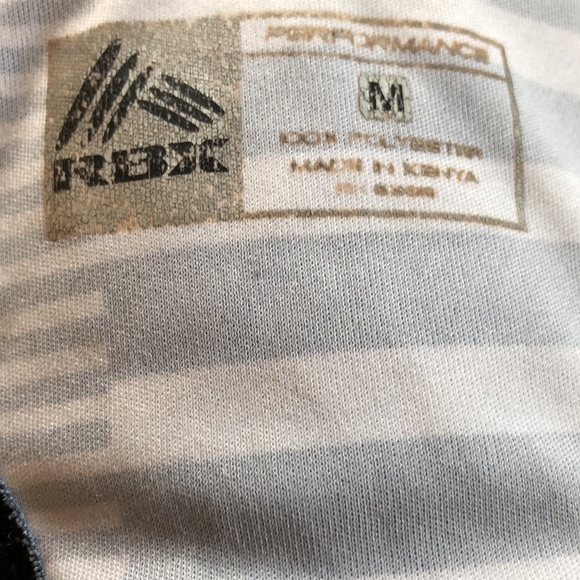 RBX
PERFORMANCE
M
100% POLYESTER
MADE IN KENYA